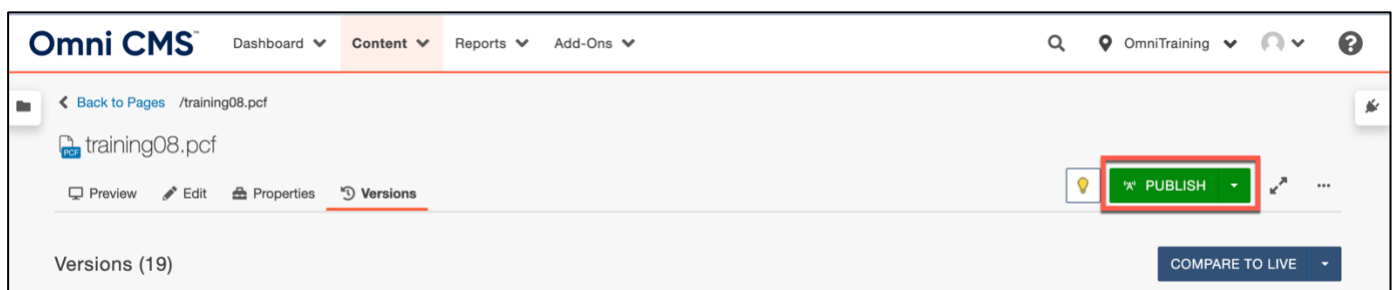 Omni CMS™ Dashboard Content Reports Add-Ons OmniTraining ?
Back to Pages /training08.pcf
PCF training08.pcf
Preview Edit Properties Versions PUBLISH ...
Versions (19) COMPARE TO LIVE